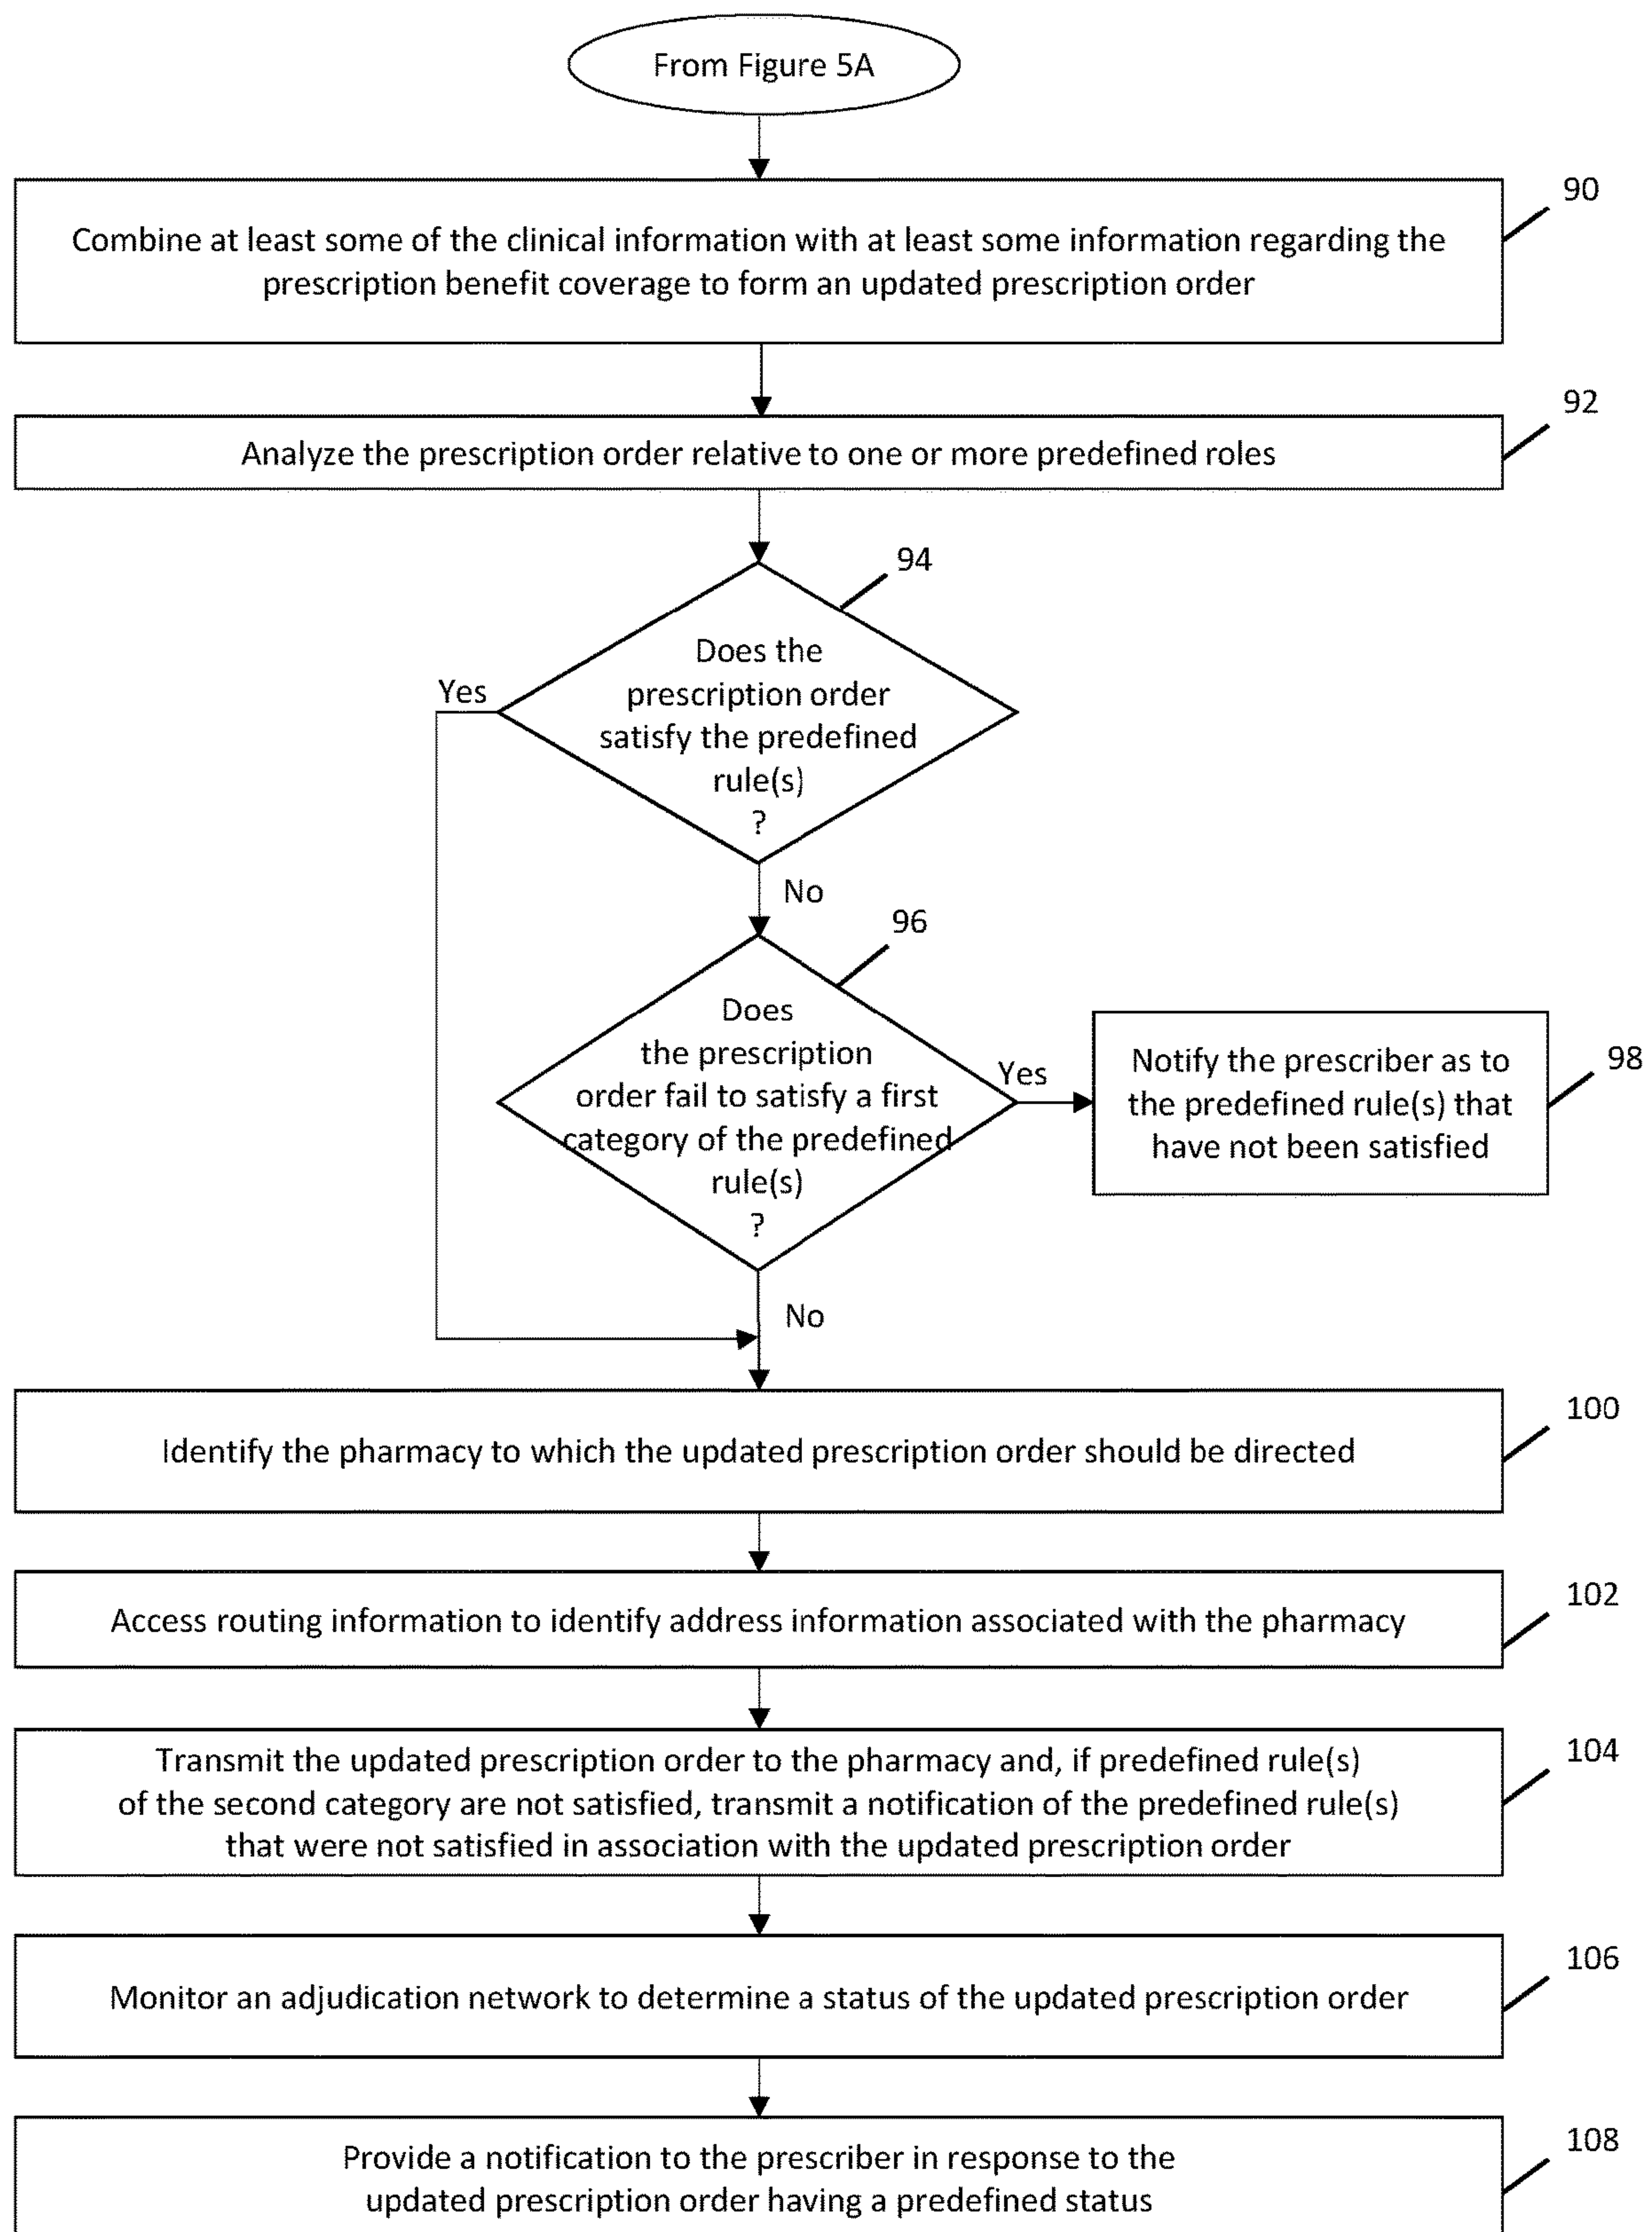 From Figure 5A
90
Combine at least some of the clinical information with at least some information regarding the
prescription benefit coverage to form an updated prescription order
92
Analyze the prescription order relative to one or more predefined roles
94
Does the
prescription order
satisfy the predefined
rule(s)
?
Yes
No
96
Does
the prescription
order fail to satisfy a first
category of the predefined
rule(s)
?
Yes
Notify the prescriber as to
the predefined rule(s) that
have not been satisfied
98
No
100
Identify the pharmacy to which the updated prescription order should be directed
102
Access routing information to identify address information associated with the pharmacy
104
Transmit the updated prescription order to the pharmacy and, if predefined rule(s)
of the second category are not satisfied, transmit a notification of the predefined rule(s)
that were not satisfied in association with the updated prescription order
106
Monitor an adjudication network to determine a status of the updated prescription order
108
Provide a notification to the prescriber in response to the
updated prescription order having a predefined status